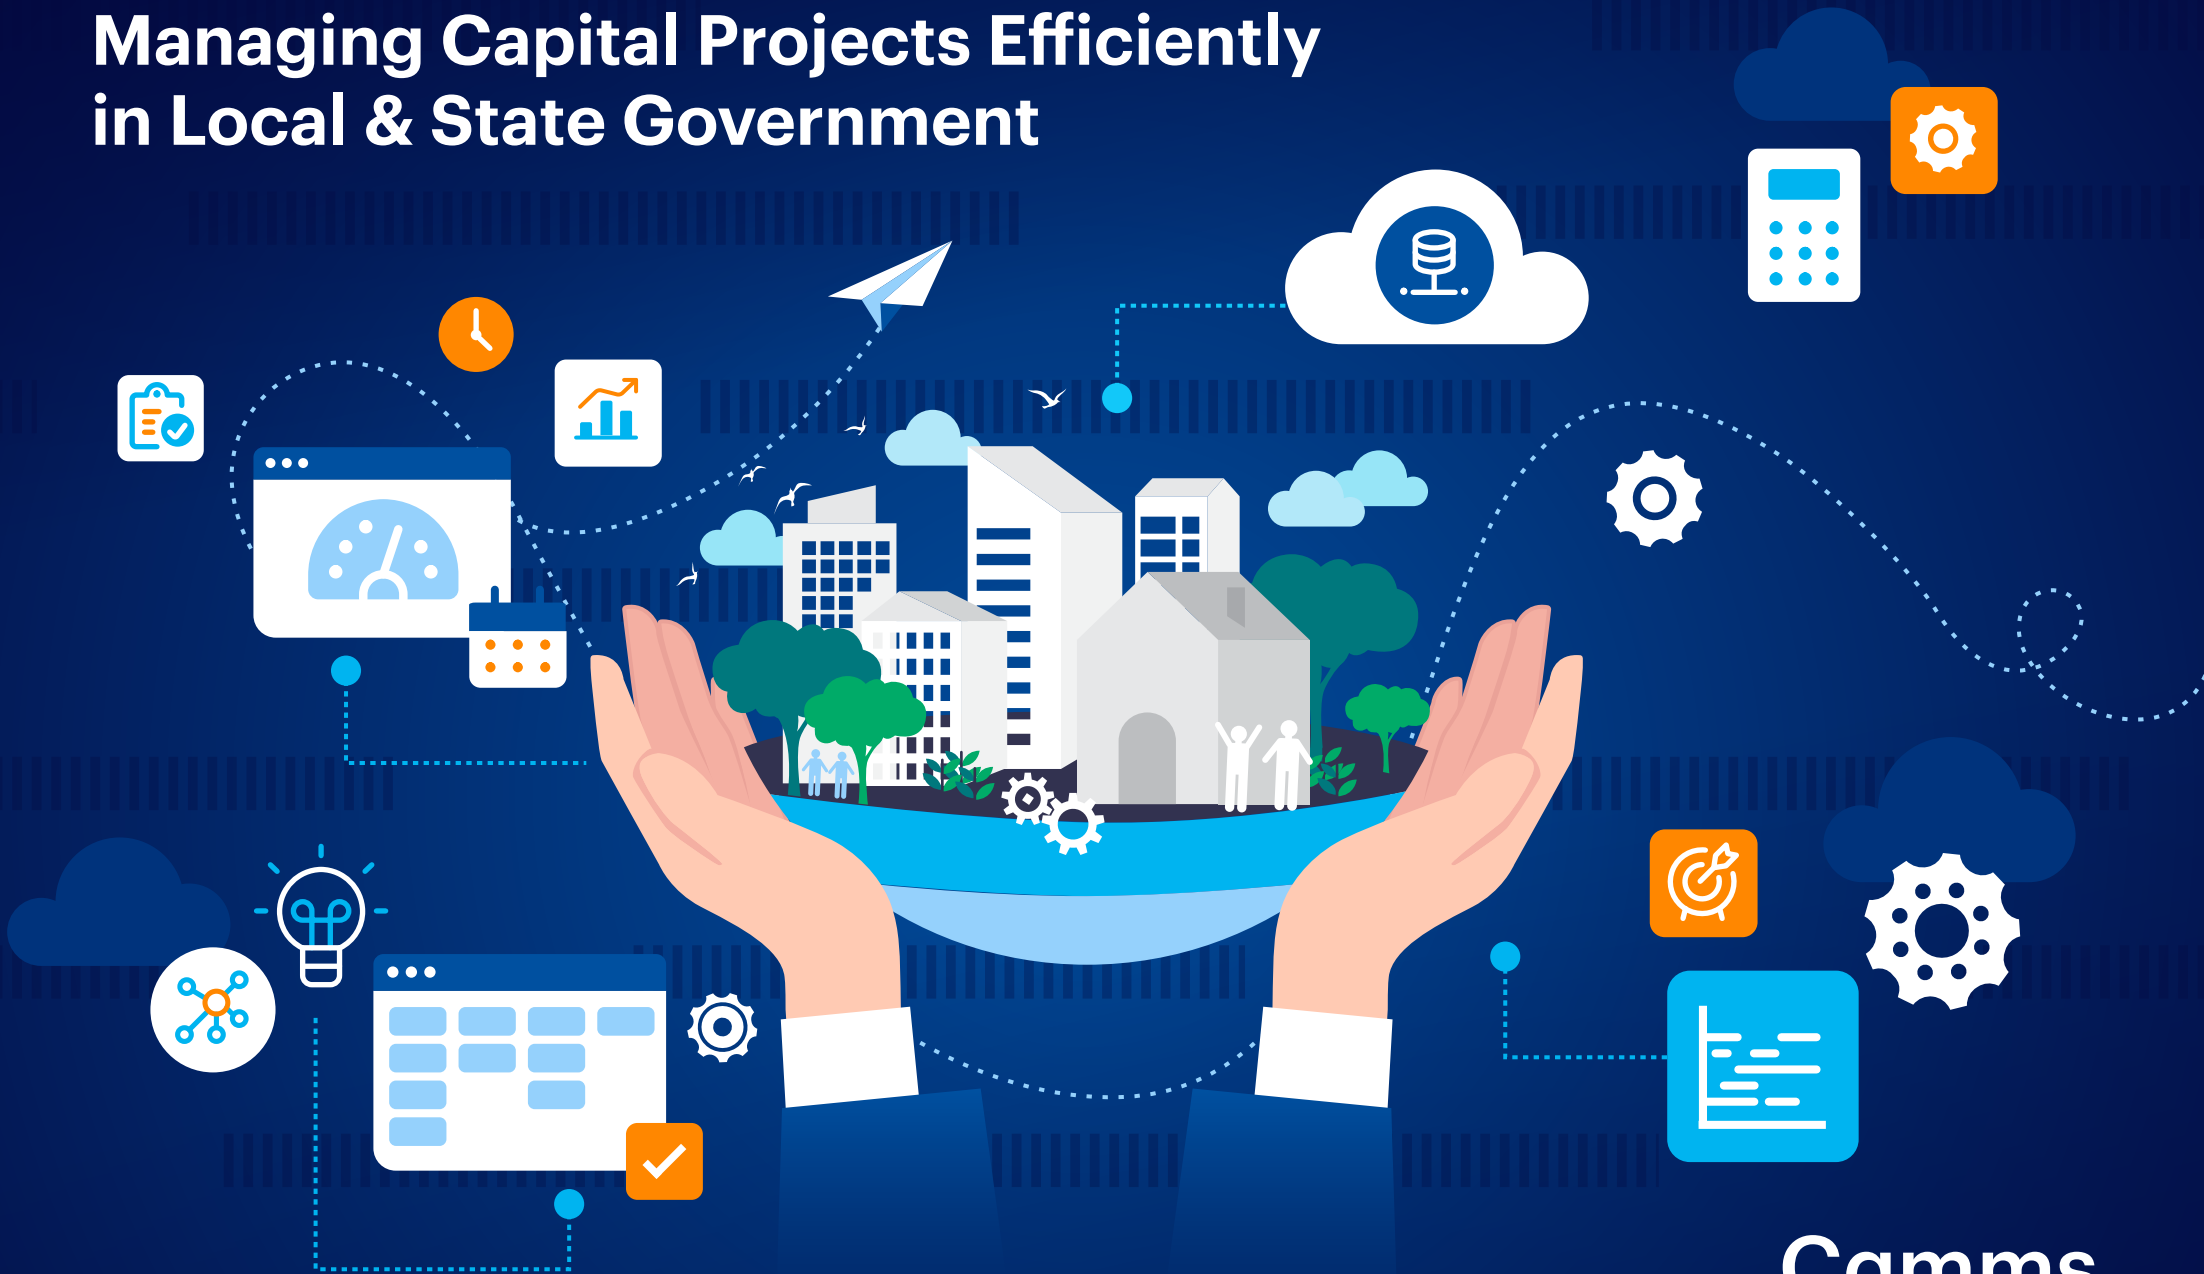 Managing Capital Projects Efficiently
in Local & State Government
Camms